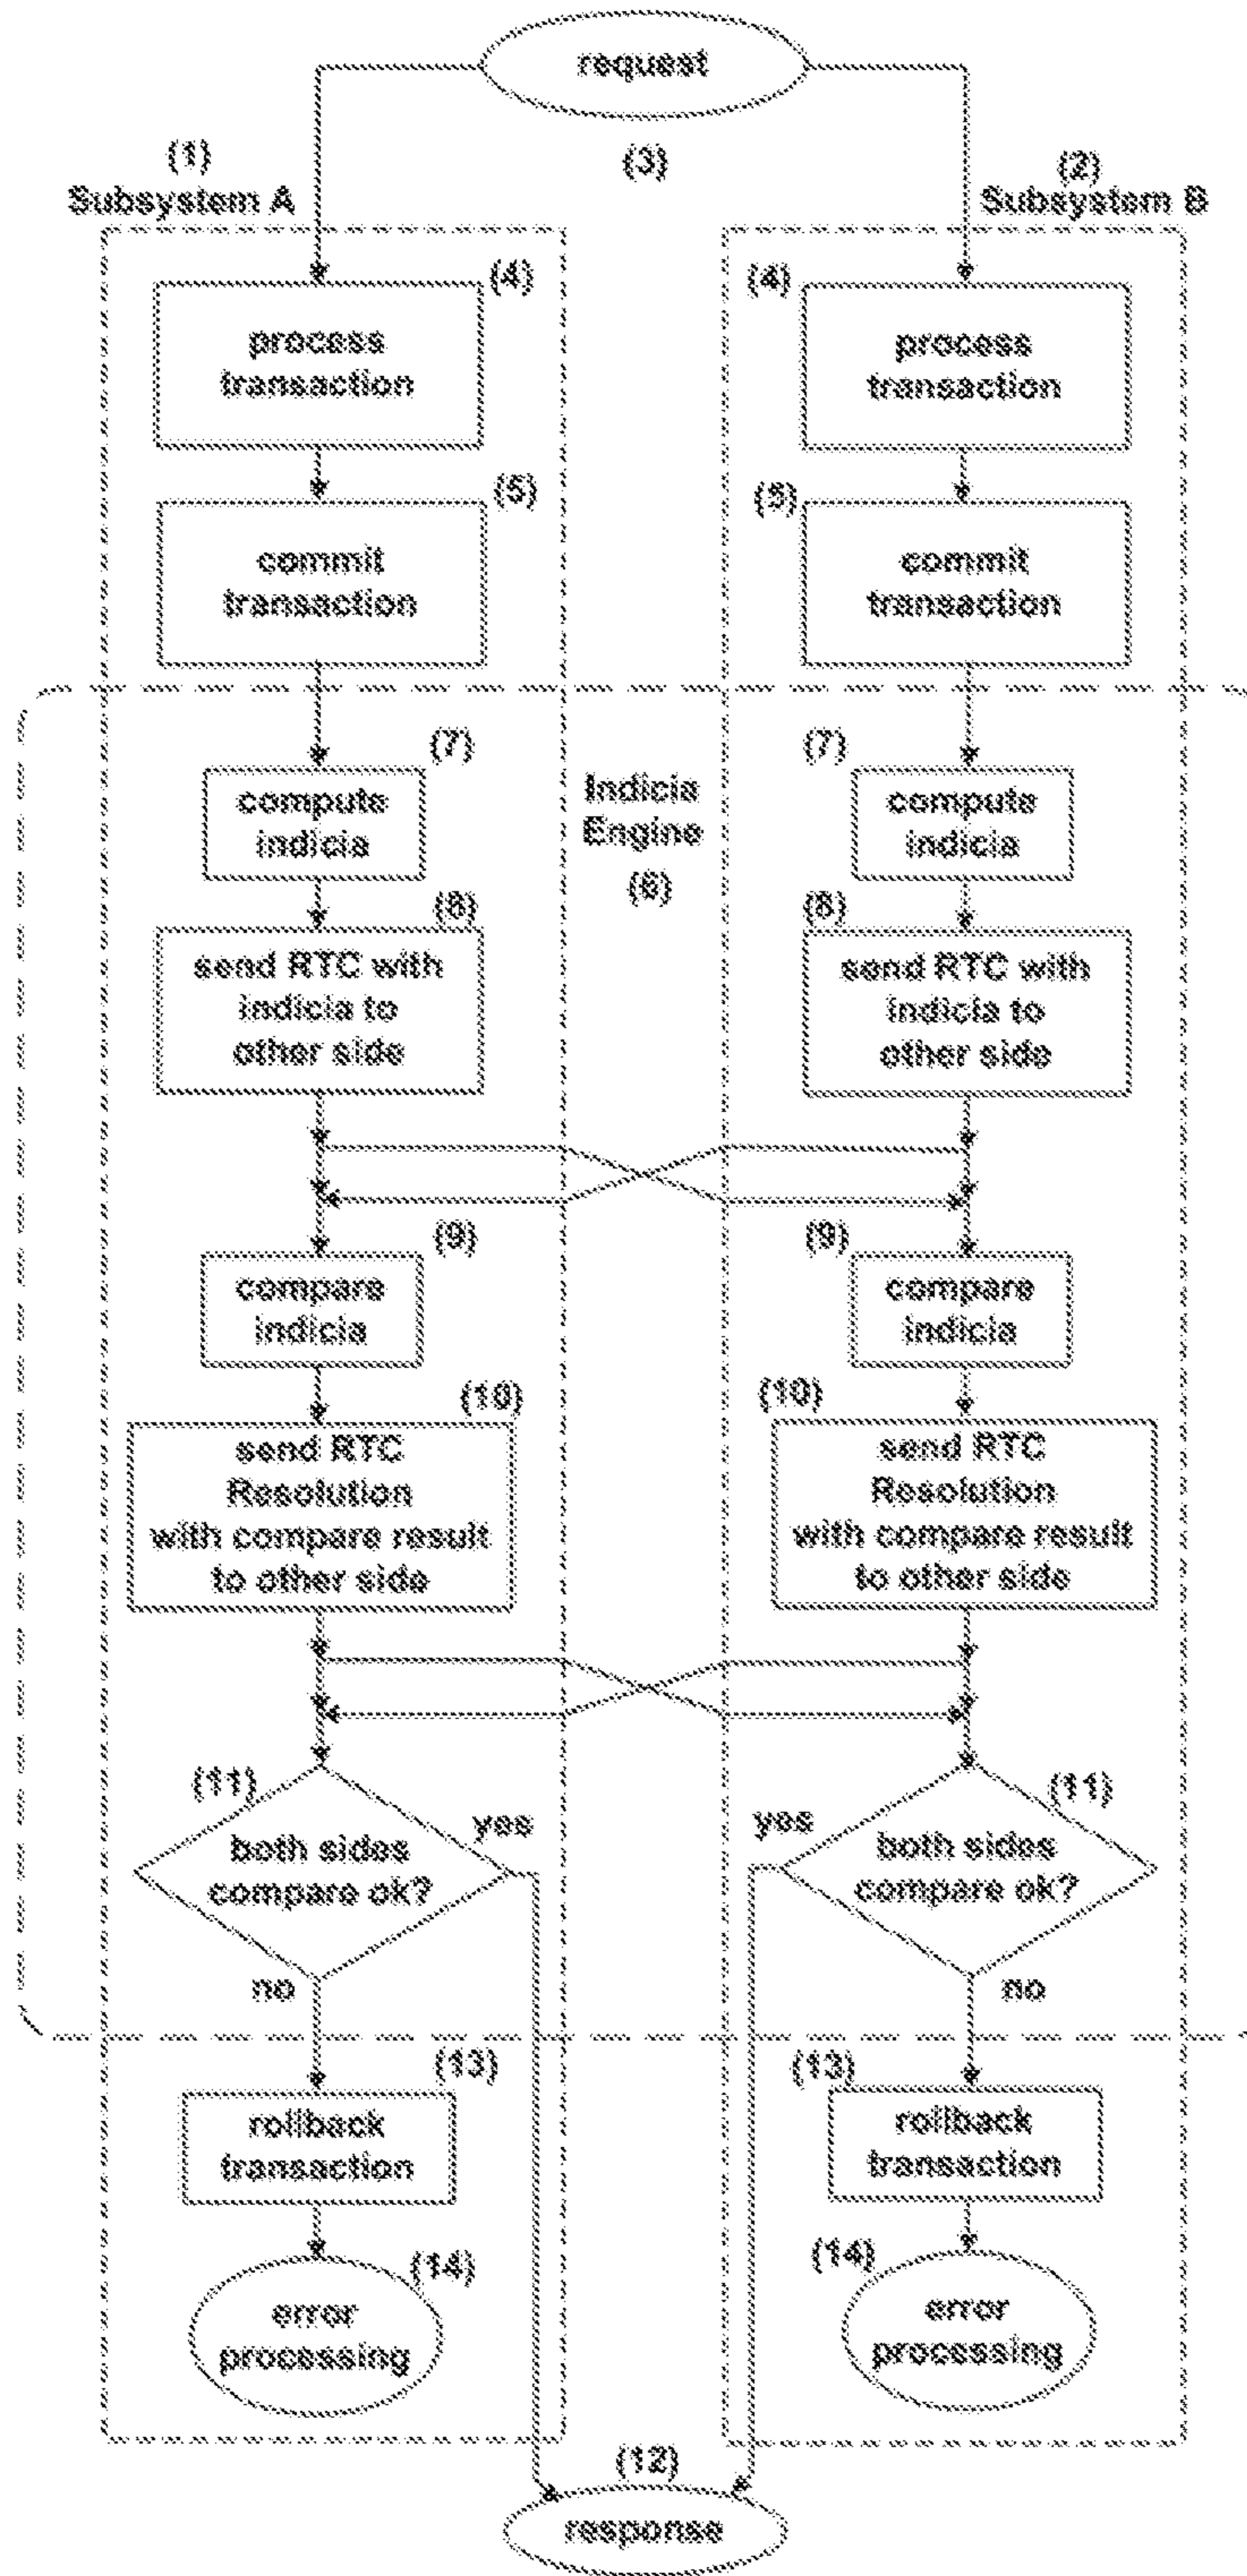 request
(3)
(1)
Subsystem A
(2)
Subsystem B
(4)
process
transaction
(4)
process
transaction
(5)
commit
transaction
(5)
commit
transaction
Indicia
Engine
(6)
(7)
compute
indicia
(7)
compute
indicia
(8)
send RTC with
indicia to
other side
(8)
send RTC with
indicia to
other side
(9)
compare
indicia
(9)
compare
indicia
(10)
send RTC
Resolution
with compare result
to other side
(10)
send RTC
Resolution
with compare result
to other side
(11)
both sides
compare ok?
yes
no
(11)
both sides
compare ok?
yes
no
(13)
rollback
transaction
(13)
rollback
transaction
(14)
error
processing
(14)
error
processing
(12)
response